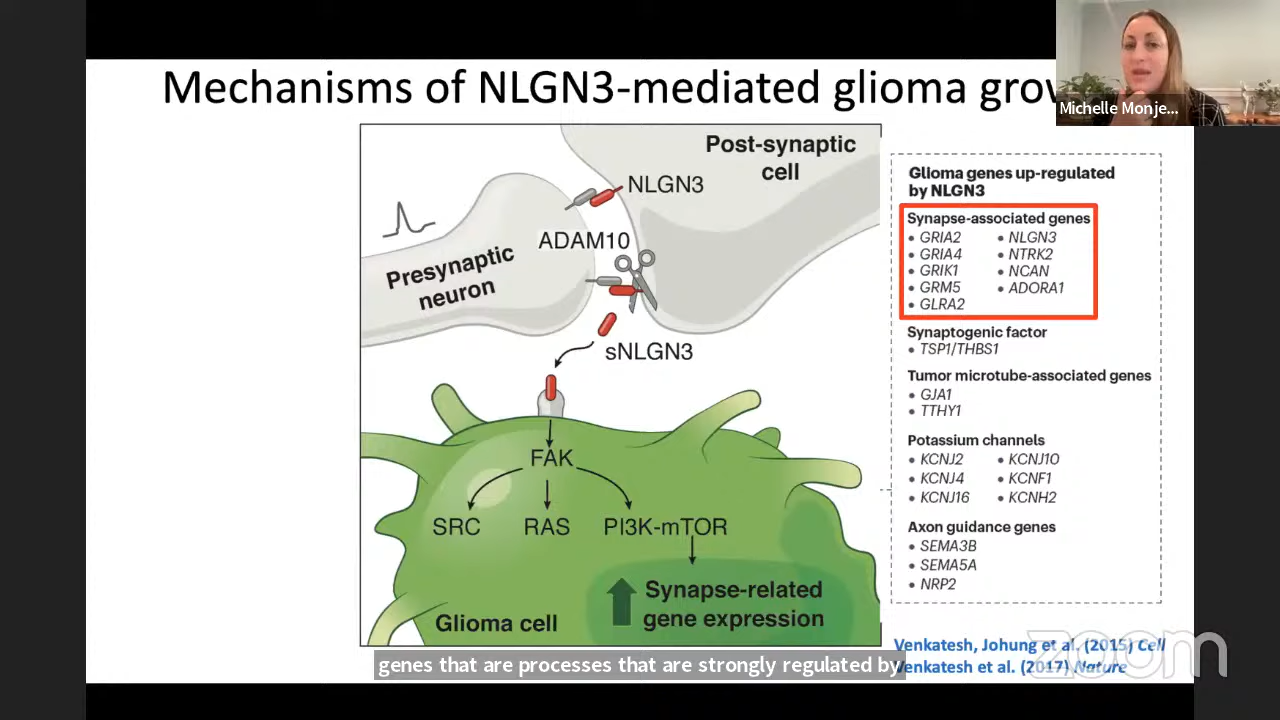 Mechanisms of NLGN3-mediated glioma grow
Michelle Monje...
Post-synaptic
cell
NLGN3
ADAM10
Presynaptic
neuron
sNLGN3
FAK
SRC
RAS
PI3K-mTOR
Synapse-related
gene expression
Glioma cell
Glioma genes up-regulated
by NLGN3
Synapse-associated genes
• GRIA2 • NLGN3
• GRIA4 • NTRK2
• GRIK1 • NCAN
• GRM5 • ADORA1
• GLRA2
Synaptogenic factor
• TSP1/THBS1
Tumor microtube-associated genes
• GJA1
• TTHY1
Potassium channels
• KCNJ2 • KCNJ10
• KCNJ4 • KCNF1
• KCNJ16 • KCNH2
Axon guidance genes
• SEMA3B
• SEMA5A
• NRP2
Venkatesh, Johung et al. (2015) Cell
Venkatesh et al. (2017) Nature
zoom
genes that are processes that are strongly regulated by